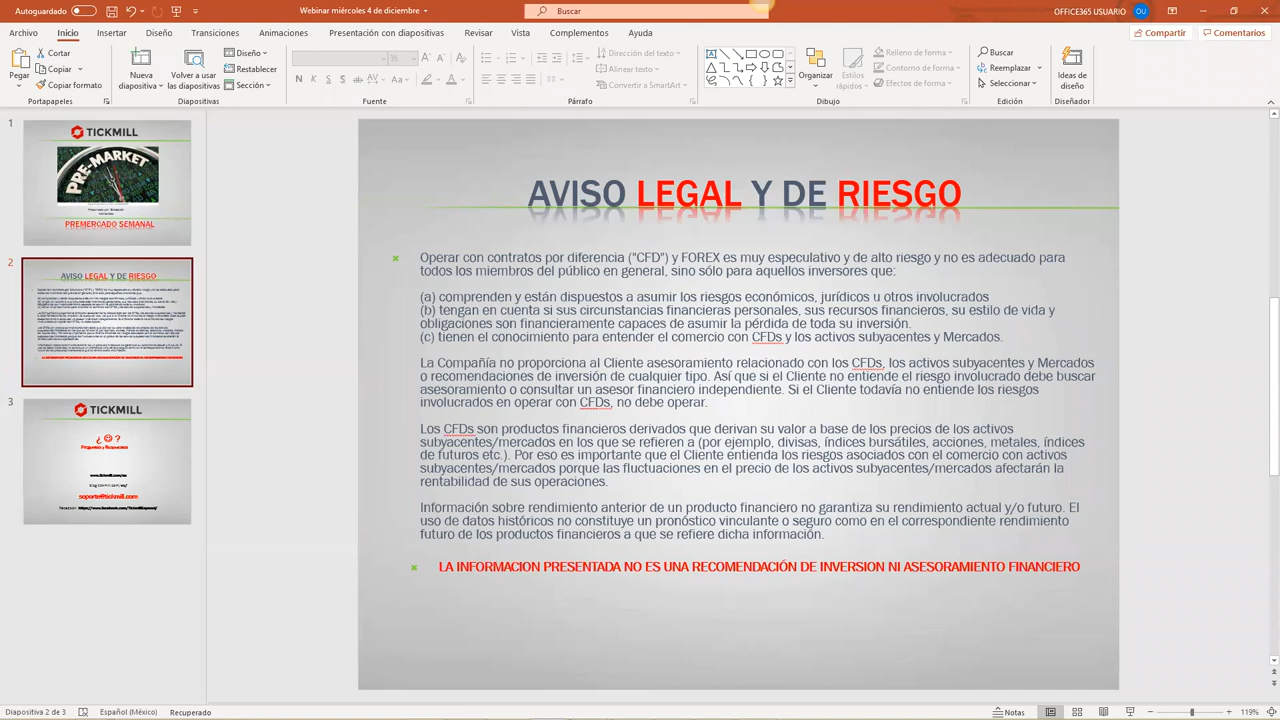 Autoguardado
Webinar miércoles 4 de diciembre
Buscar
OFFICE365 USUARIO
OU
Archivo
Inicio
Insertar
Diseño
Transiciones
Animaciones
Presentación con diapositivas
Revisar
Vista
Complementos
Ayuda
Compartir
Comentarios
Pegar
Cortar
Copiar
Copiar formato
Portapapeles
Nueva diapositiva
Volver a usar las diapositivas
Diseño
Restablecer
Sección
Diapositivas
Fuente
Dirección del texto
Alinear texto
Convertir a SmartArt
Párrafo
Organizar
Estilos rápidos
Relleno de forma
Contorno de forma
Efectos de forma
Dibujo
Buscar
Reemplazar
Seleccionar
Edición
Ideas de diseño
Diseñador
1
TICKMILL
PRE-MARKET
PREMERCADO SEMANAL
2
AVISO LEGAL Y DE RIESGO
3
TICKMILL
¿ ?
Preguntas y Respuestas
www.tickmill.com/es
soporte@tickmill.com
AVISO LEGAL Y DE RIESGO
Operar con contratos por diferencia ("CFD") y FOREX es muy especulativo y de alto riesgo y no es adecuado para
todos los miembros del público en general, sino sólo para aquellos inversores que:
(a) comprendan y estan dispuestos a asumir los riesgos económicos, jurídicos u otros involucrados
(b) tengan en cuenta si sus circunstancias financieras personales, sus recursos financieros, su estilo de vida y
obligaciones son financieramente capaces de asumir la pérdida de toda su inversión.
(c) tienen el conocimiento para entender el comercio con CFDs y los activos subyacentes y Mercados.
La Compañía no proporciona al Cliente asesoramiento relacionado con los CFDs, los activos subyacentes y Mercados
o recomendaciones de inversión de cualquier tipo. Así que si el Cliente no entiende el riesgo involucrado debe buscar
asesoramiento o consultar un asesor financiero independiente. Si el Cliente todavía no entiende los riesgos
involucrados en operar con CFDS, no debe operar.
Los CFDs son productos financieros derivados que derivan su valor a base de los precios de los activos
subyacentes/mercados en los que se refieren a (por ejemplo, datos de índices bursátiles, acciones, metales, índices
de futuros etc.). Por eso es importante que el Cliente entienda los riesgos asociados con el comercio con activos
subyacentes/mercados porque las fluctuaciones en el precio de los activos subyacentes/mercados afectarán la
rentabilidad de sus operaciones.
Información sobre rendimiento anterior de un producto financiero no garantiza su rendimiento actual y/o futuro. El
uso de datos históricos no constituye un pronóstico vinculante o seguro como en el correspondiente rendimiento
futuro de los productos financieros a que se refiere dicha información.
LA INFORMACION PRESENTADA NO ES UNA RECOMENDACIÓN DE INVERSION NI ASESORAMIENTO FINANCIERO
Diapositiva 2 de 3
Español (México)
Recuperado
Notas
119%